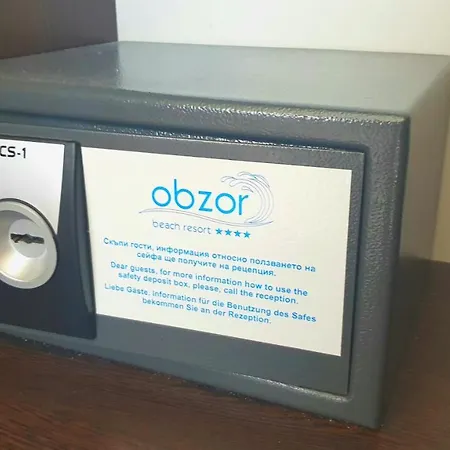 CS-1
obzor
beach resort ★★★★
Скъпи гости, информация относно ползването на
сейфа ще получите на рецепция.
Dear guests, for more information how to use the
safety deposit box, please, call the reception.
Liebe Gäste, Information für die Benutzung des Safes
bekommen Sie an der Rezeption.